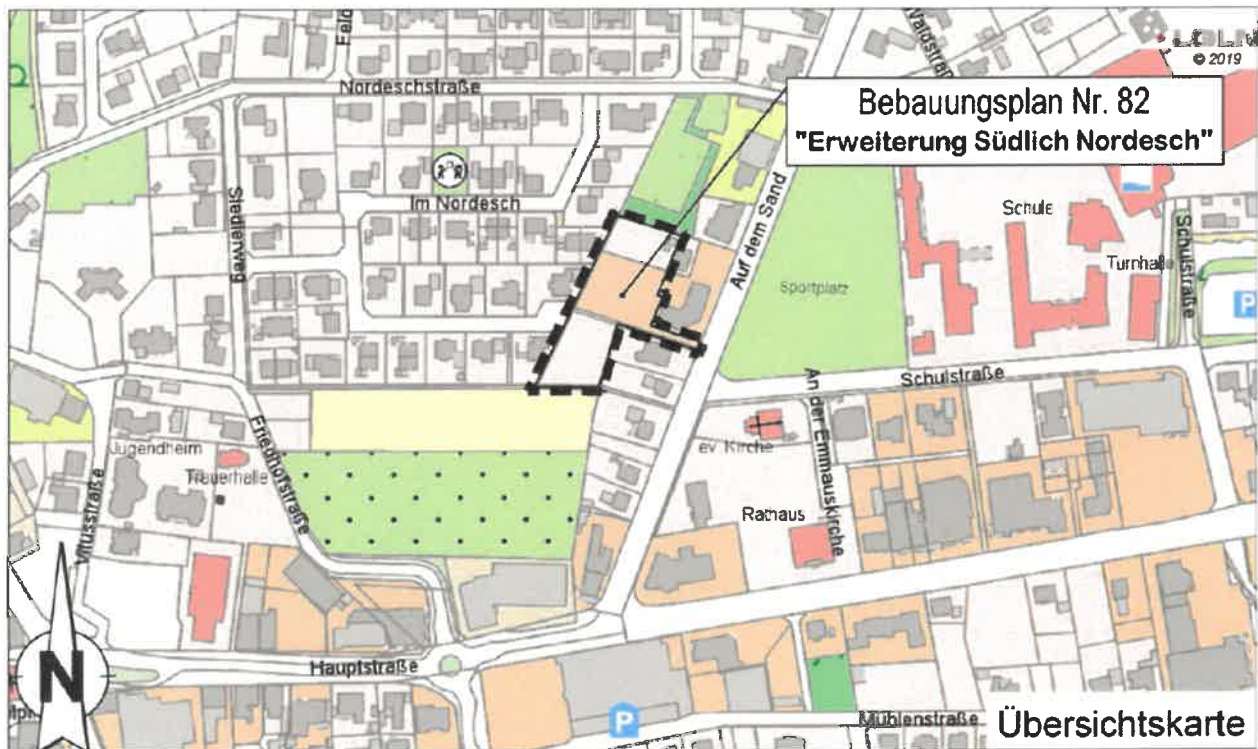 © 2019
Nordeschstraße
Bebauungsplan Nr. 82
"Erweiterung Südlich Nordesch"
Im Nordesch
Siedlerweg
Auf dem Sand
Schule
Turnhalle
Schulstraße
Sportplatz
P
Schulstraße
An der Emmauskirche
ev. Kirche
Jugendheim
Trauerhalle
Friedhofstraße
Vitusstraße
Rathaus
N
Hauptstraße
P
Mühlenstraße
Übersichtskarte